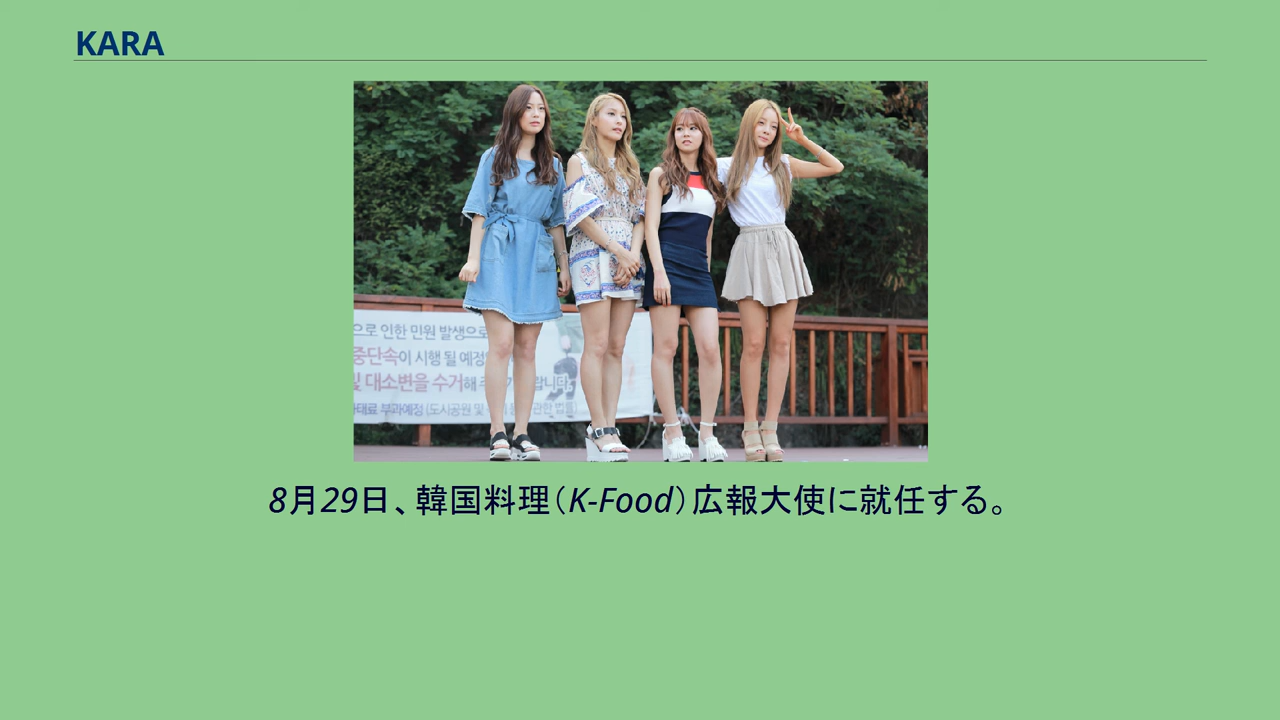 KARA
으로 인한 민원 발생으로
중단속이 시행 될 예정
및 대소변을 수거해 주
태료 부과예정 (도시공원 및
8月29日、韓国料理(K-Food)広報大使に就任する。